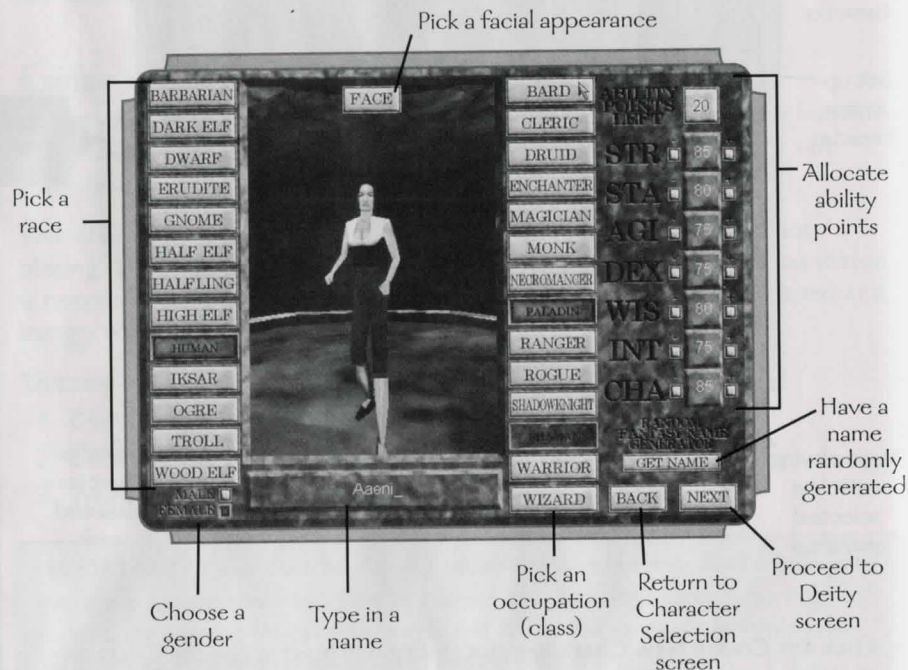 Pick a facial appearance
BARBARIAN
DARK ELF
DWARF
ERUDITE
GNOME
HALF ELF
HALFLING
HIGH ELF
HUMAN
IKSAR
OGRE
TROLL
WOOD ELF
MALE
FEMALE
FACE
Aaeni_
BARD
CLERIC
DRUID
ENCHANTER
MAGICIAN
MONK
NECROMANCER
PALADIN
RANGER
ROGUE
SHADOWKNIGHT
WARRIOR
WIZARD
ABILITY
POINTS
LEFT
20
STR 85
STA 80
AGI 75
DEX 75
WIS 80
INT 75
CHA 85
RANDOM
FANTASY NAME
GENERATOR
GET NAME
BACK
NEXT
Pick a
race
Allocate
ability
points
Have a
name
randomly
generated
Choose a
gender
Type in a
name
Pick an
occupation
(class)
Return to
Character
Selection
screen
Proceed to
Deity
screen